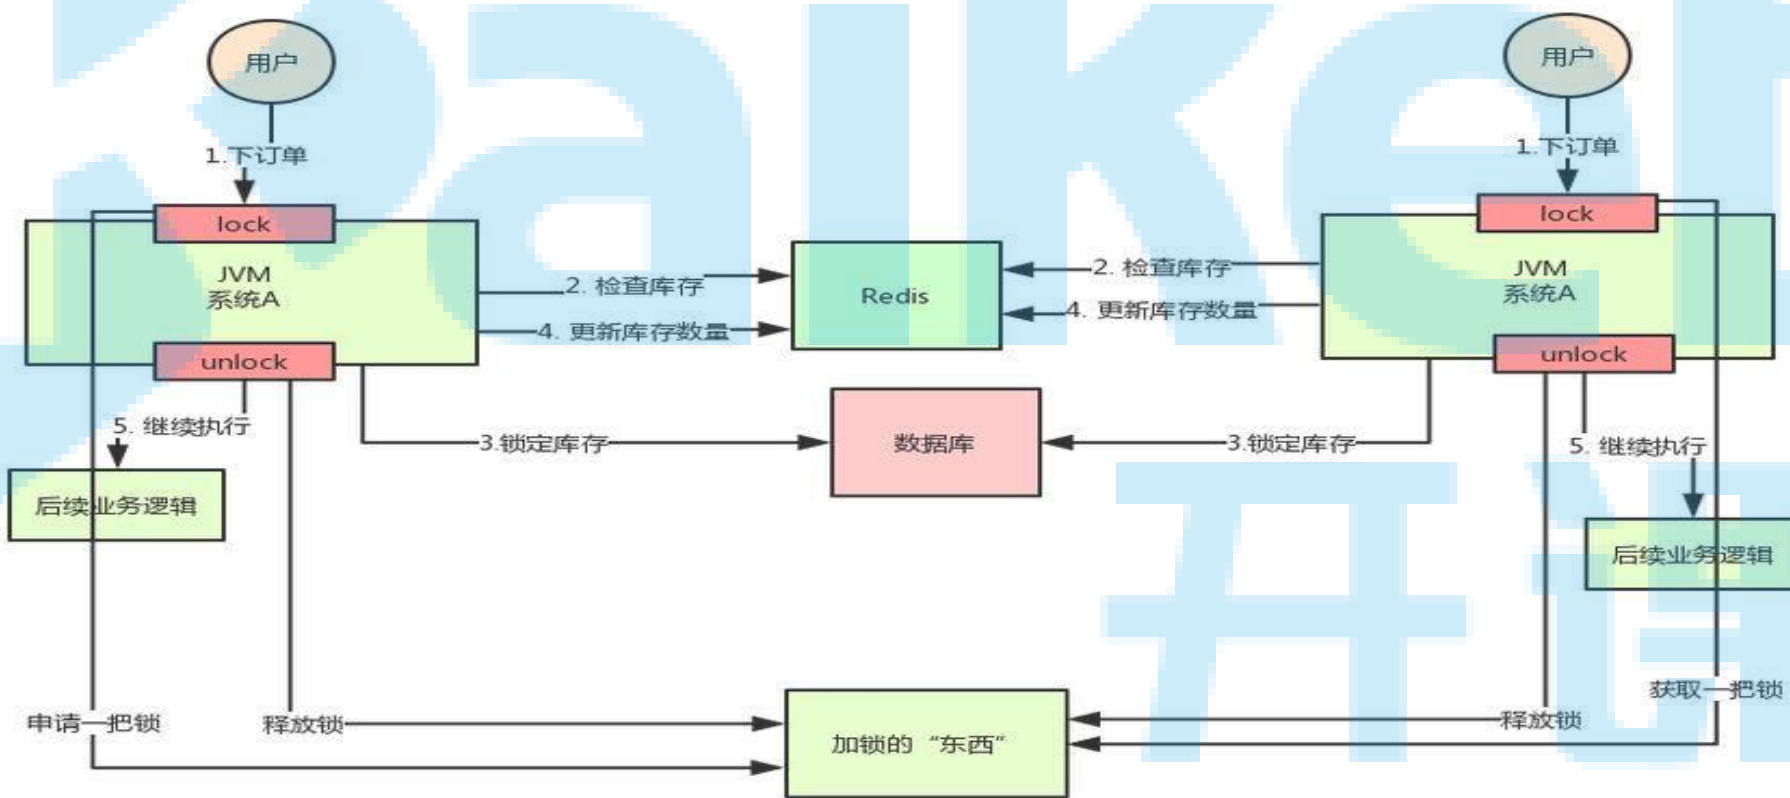 用户
用户
1.下订单
1.下订单
lock
lock
JVM
系统A
JVM
系统A
2. 检查库存
2. 检查库存
Redis
4. 更新库存数量
4. 更新库存数量
unlock
unlock
5. 继续执行
3.锁定库存
数据库
3.锁定库存
5. 继续执行
后续业务逻辑
后续业务逻辑
申请一把锁
释放锁
加锁的“东西”
释放锁
获取一把锁